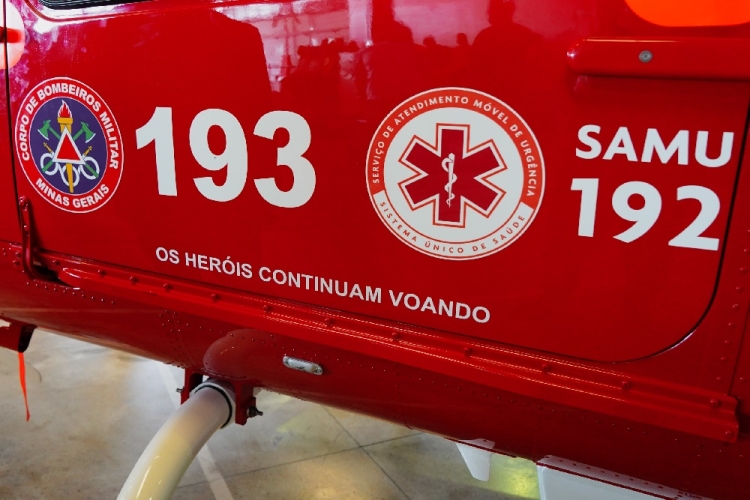 CORPO DE BOMBEIROS MILITAR
MINAS GERAIS
193
SERVIÇO DE ATENDIMENTO MÓVEL DE URGÊNCIA
SISTEMA ÚNICO DE SAÚDE
SAMU
192
OS HERÓIS CONTINUAM VOANDO